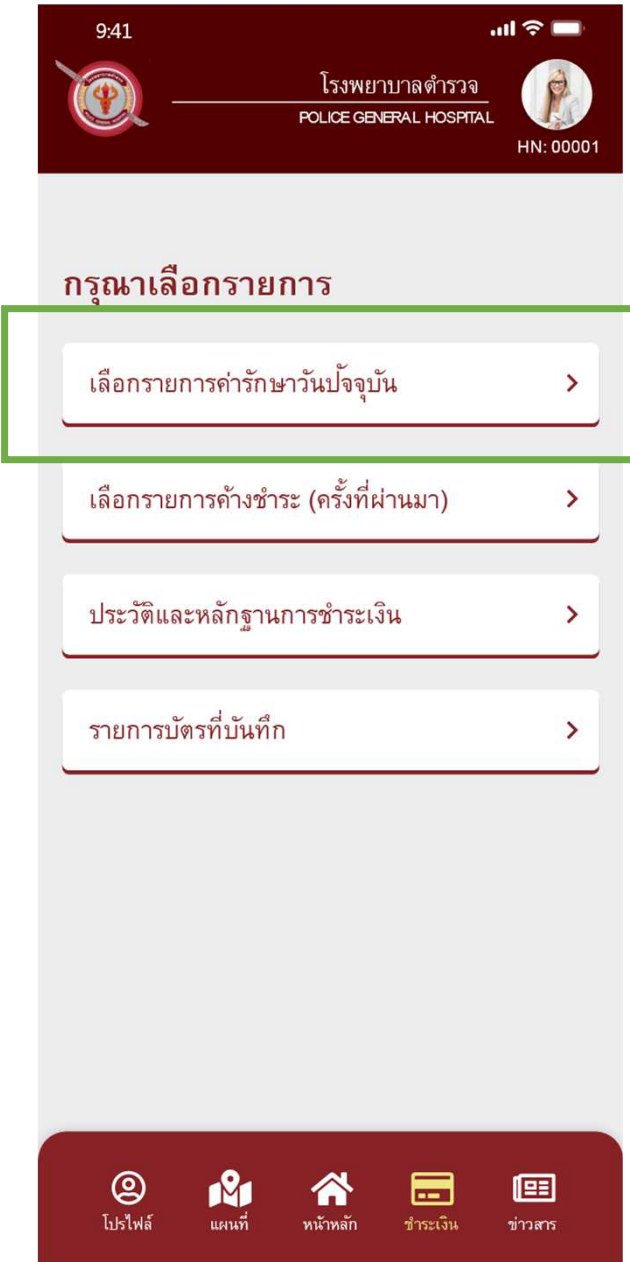 9:41
โรงพยาบาลตำรวจ
POLICE GENERAL HOSPITAL
HN: 00001
กรุณาเลือกรายการ
เลือกรายการค่ารักษาวันปัจจุบัน
เลือกรายการค้างชำระ (ครั้งที่ผ่านมา)
ประวัติและหลักฐานการชำระเงิน
รายการบัตรที่บันทึก
โปรไฟล์ แผนที่ หน้าหลัก ชำระเงิน ข่าวสาร